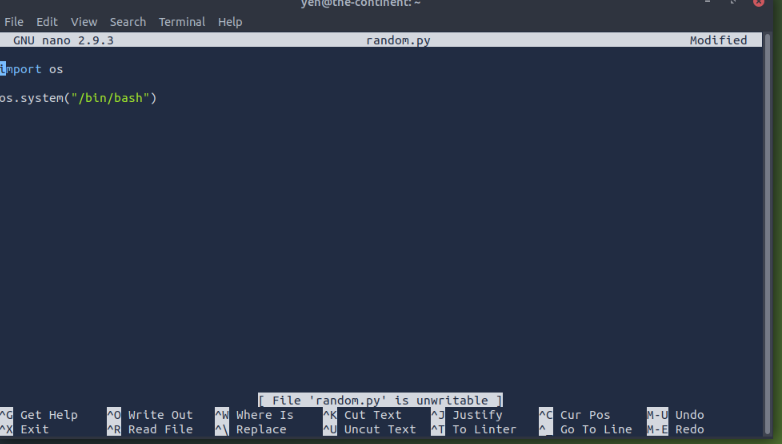 yen@the-continent: ~
File Edit View Search Terminal Help
GNU nano 2.9.3 random.py Modified
import os
os.system("/bin/bash")
[ File 'random.py' is unwritable ]
^G Get Help ^O Write Out ^W Where Is ^K Cut Text ^J Justify ^C Cur Pos M-U Undo
^X Exit ^R Read File ^\ Replace ^U Uncut Text ^T To Linter ^_ Go To Line M-E Redo